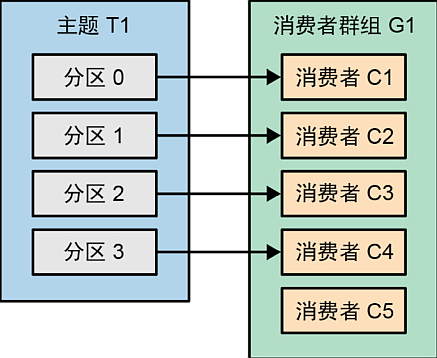 主题 T1
分区 0
分区 1
分区 2
分区 3
消费者群组 G1
消费者 C1
消费者 C2
消费者 C3
消费者 C4
消费者 C5